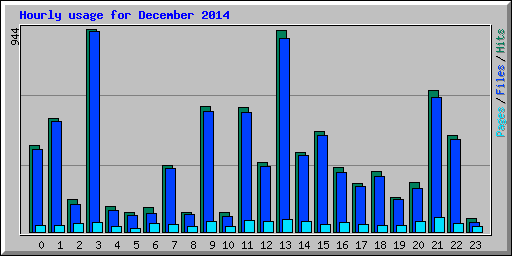 Hourly usage for December 2014
944
Pages/Files/Hits
0 1 2 3 4 5 6 7 8 9 10 11 12 13 14 15 16 17 18 19 20 21 22 23